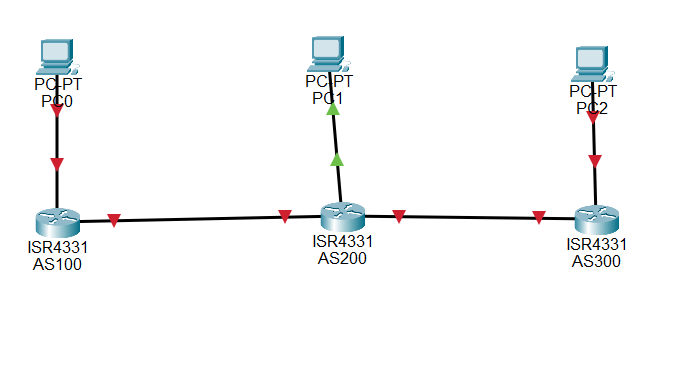 PC-PT
PC0
PC-PT
PC1
PC-PT
PC2
ISR4331
AS100
ISR4331
AS200
ISR4331
AS300